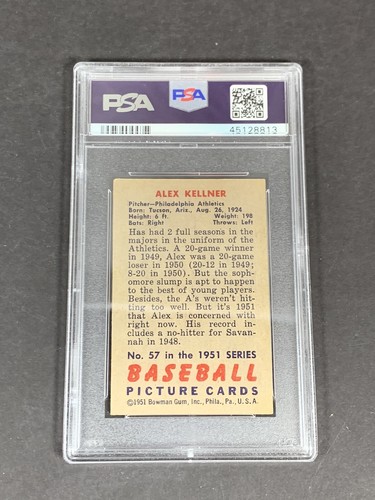 PSA
PSA
45128813
ALEX KELLNER
Pitcher—Philadelphia Athletics
Born: Tucson, Ariz., Aug. 26, 1924
Height: 6 ft. Weight: 198
Bats: Right Throws: Left
Has had 2 full seasons in the
majors in the uniform of the
Athletics. A 20-game winner
in 1949, Alex was a 20-game
loser in 1950 (20-12 in 1949;
8-20 in 1950). But the soph-
omore slump is apt to happen
to the best of young players.
Besides, the A's weren't hit-
ting too well. But it's 1951
that Alex is concerned with
right now. His record in-
cludes a no-hitter for Savan-
nah in 1948.
No. 57 in the 1951 SERIES
BASEBALL
PICTURE CARDS
©1951 Bowman Gum, Inc., Phila., Pa., U. S. A.